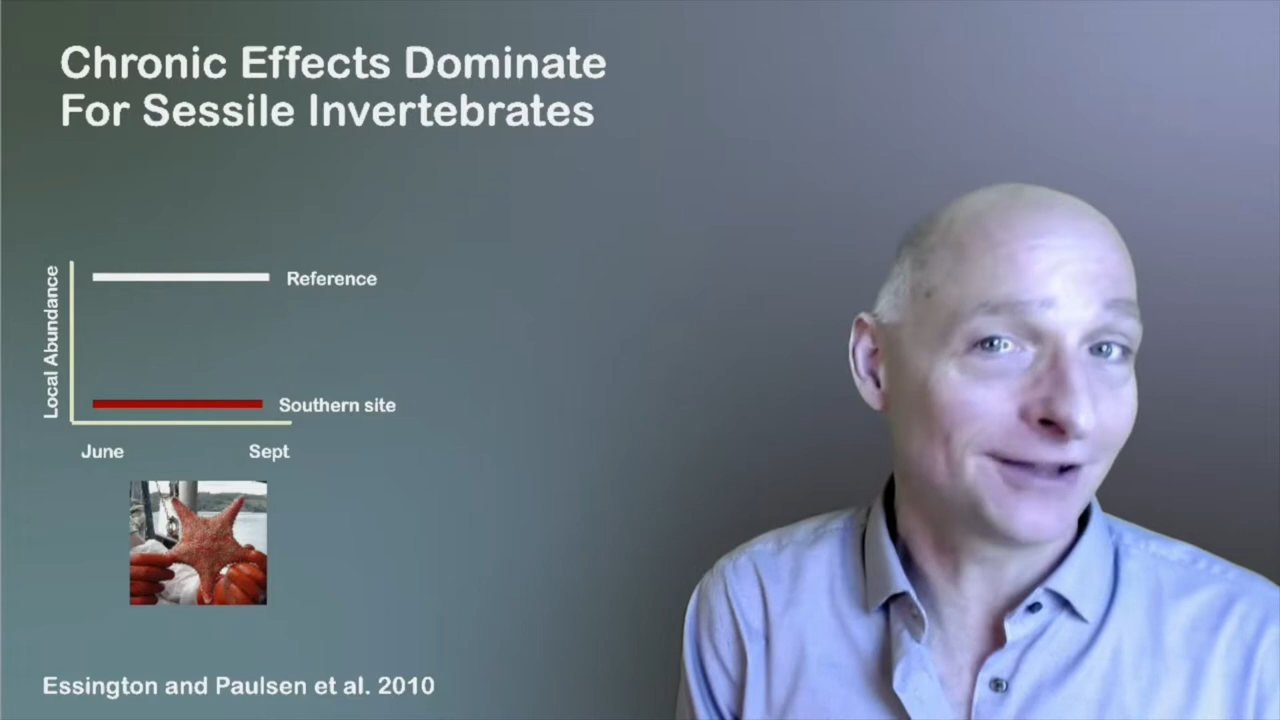 Chronic Effects Dominate
For Sessile Invertebrates
Local Abundance
Reference
Southern site
June
Sept
Essington and Paulsen et al. 2010